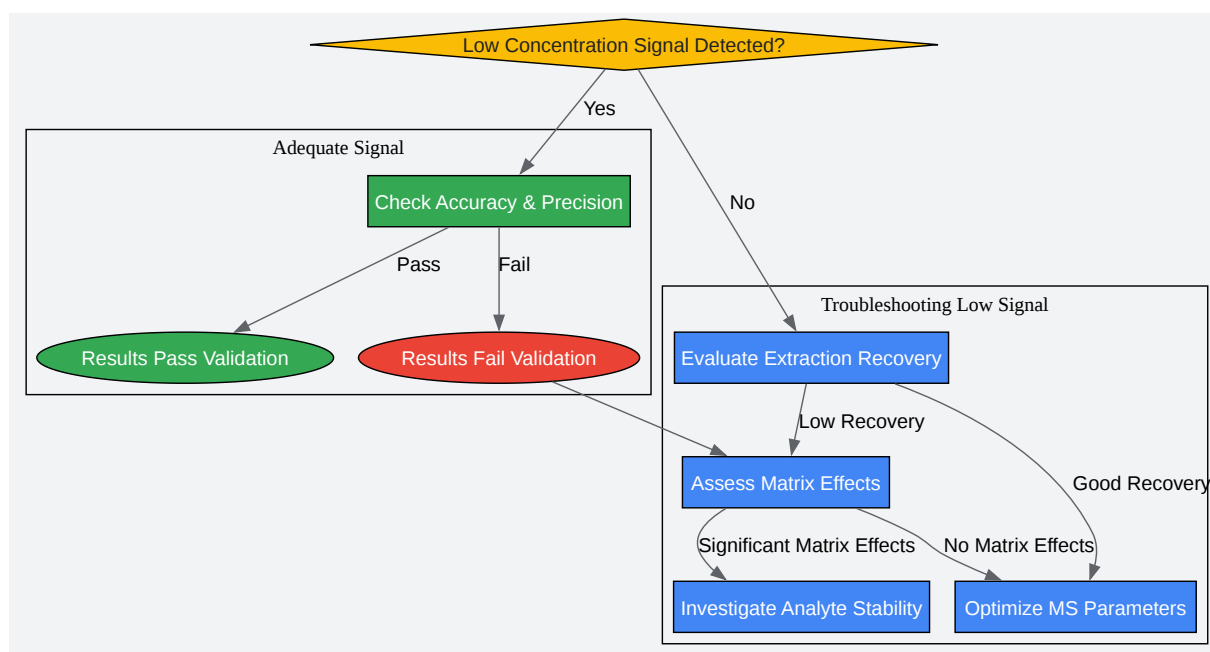 Low Concentration Signal Detected?
Yes
Adequate Signal
Check Accuracy & Precision
No
Pass
Fail
Troubleshooting Low Signal
Results Pass Validation
Results Fail Validation
Evaluate Extraction Recovery
Low Recovery
Assess Matrix Effects
Good Recovery
Significant Matrix Effects
No Matrix Effects
Investigate Analyte Stability
Optimize MS Parameters